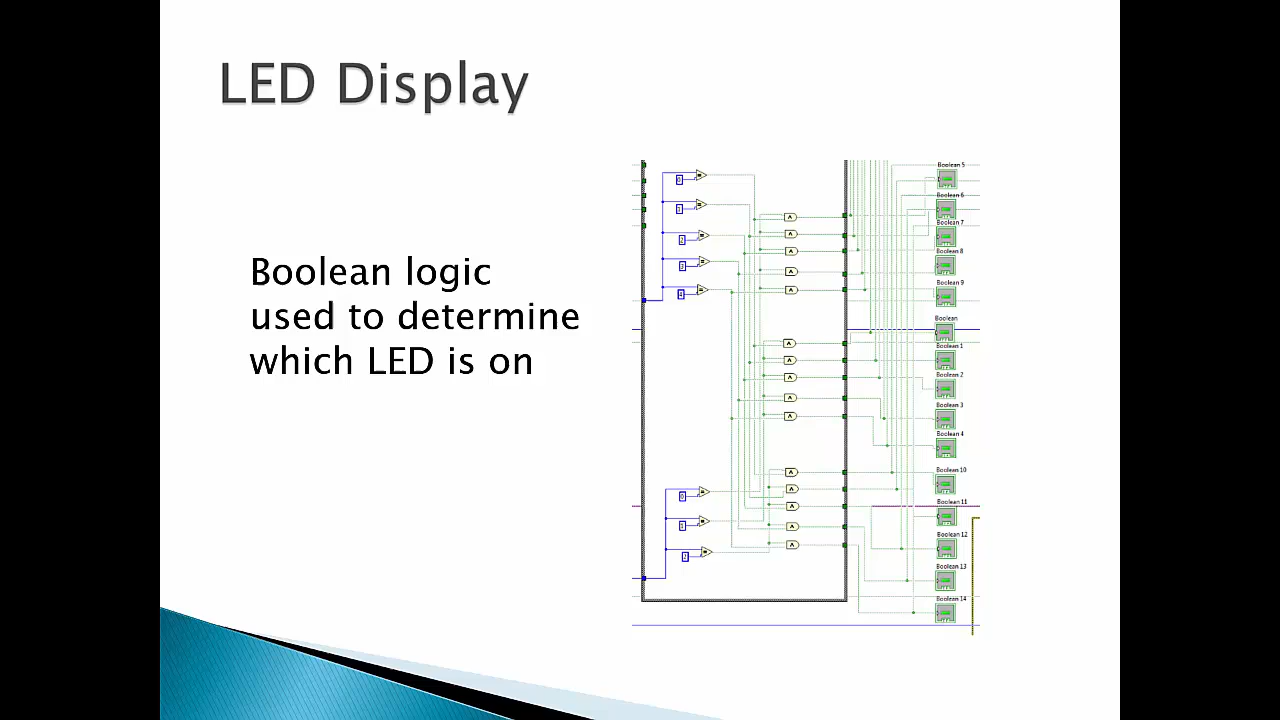 LED Display
Boolean logic
used to determine
which LED is on
Boolean 5
Boolean 6
Boolean 7
Boolean 8
Boolean 9
Boolean
Boolean 1
Boolean 2
Boolean 3
Boolean 4
Boolean 10
Boolean 11
Boolean 12
Boolean 13
Boolean 14